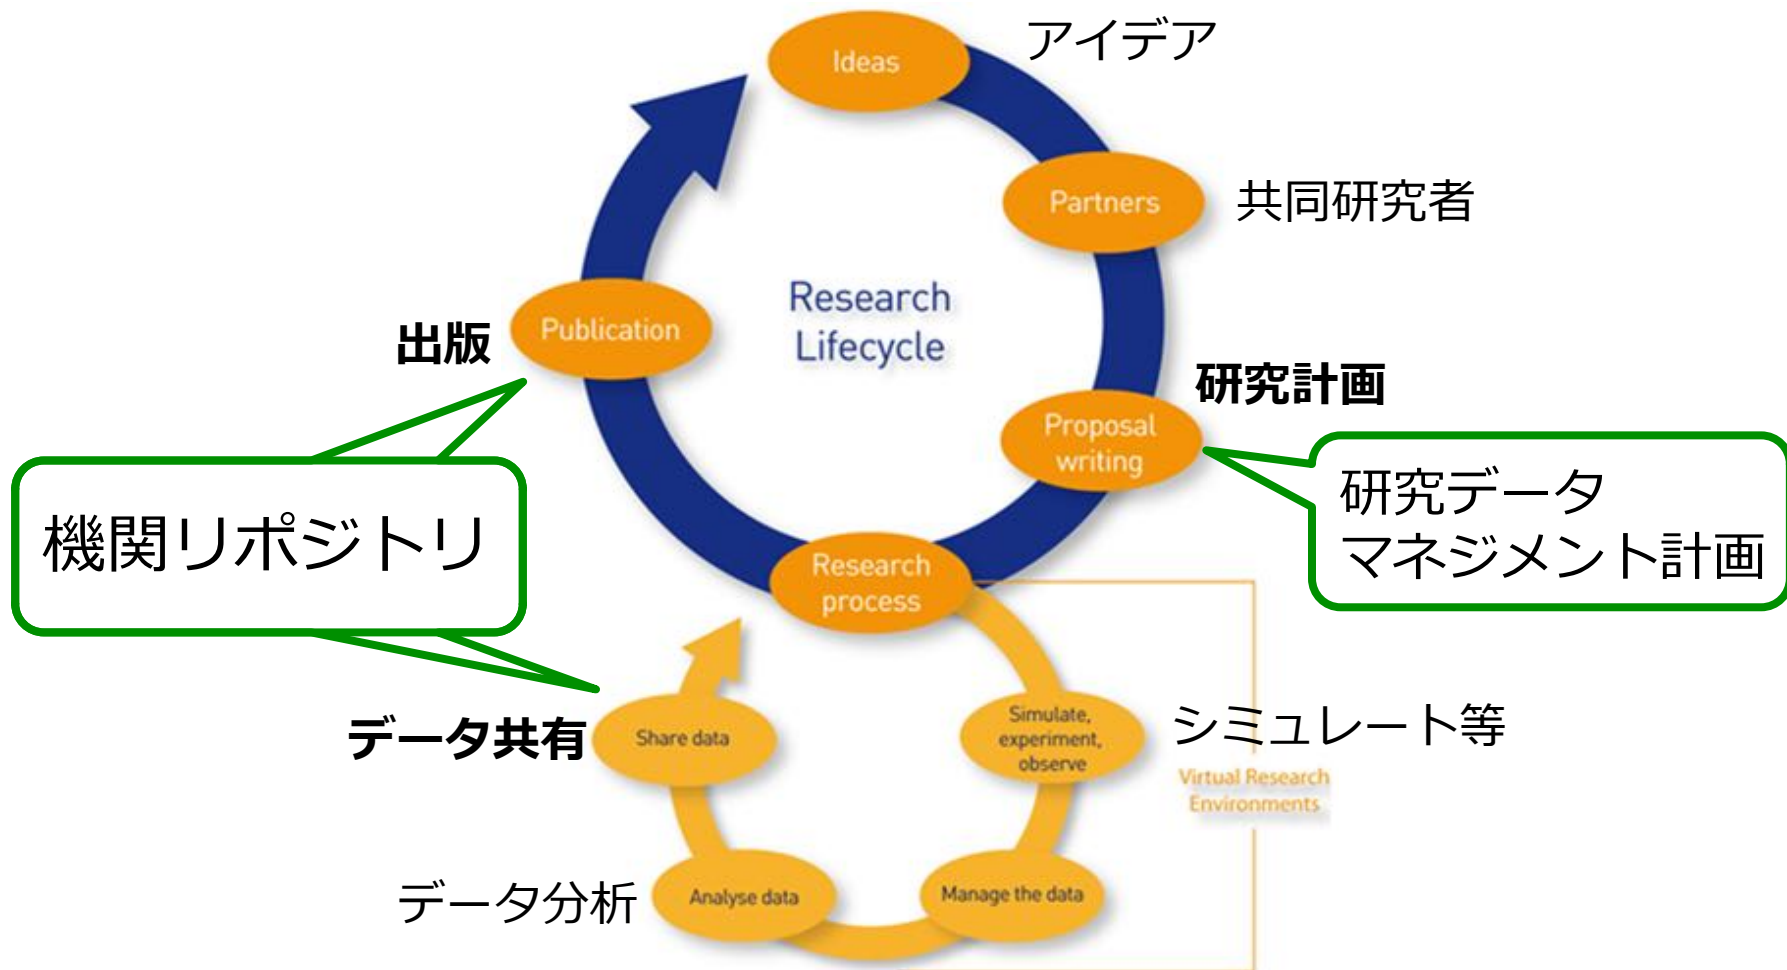 Ideas
アイデア
Partners
共同研究者
Research
Lifecycle
Publication
出版
研究計画
Proposal
writing
研究データ
マネジメント計画
機関リポジトリ
Research
process
データ共有
Share data
Simulate,
experiment,
observe
シミュレート等
Virtual Research
Environments
データ分析
Analyse data
Manage the data